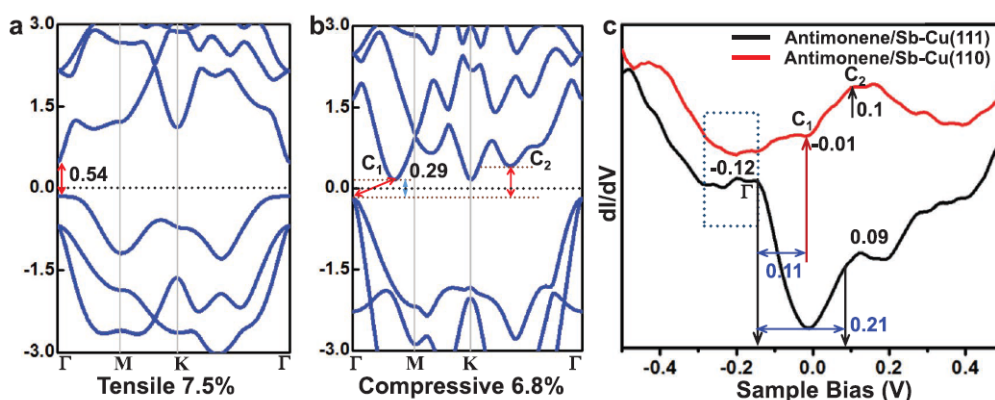 a
3.0
1.5
0.0
-1.5
-3.0
0.54
Γ M K Γ
Tensile 7.5%
b
3.0
1.5
0.0
-1.5
-3.0
C1
0.29
C2
Γ M K Γ
Compressive 6.8%
c
Antimonene/Sb-Cu(111)
Antimonene/Sb-Cu(110)
C2
0.1
C1
-0.01
-0.12
Γ
0.11
0.09
0.21
dI/dV
-0.4 -0.2 0.0 0.2 0.4
Sample Bias (V)